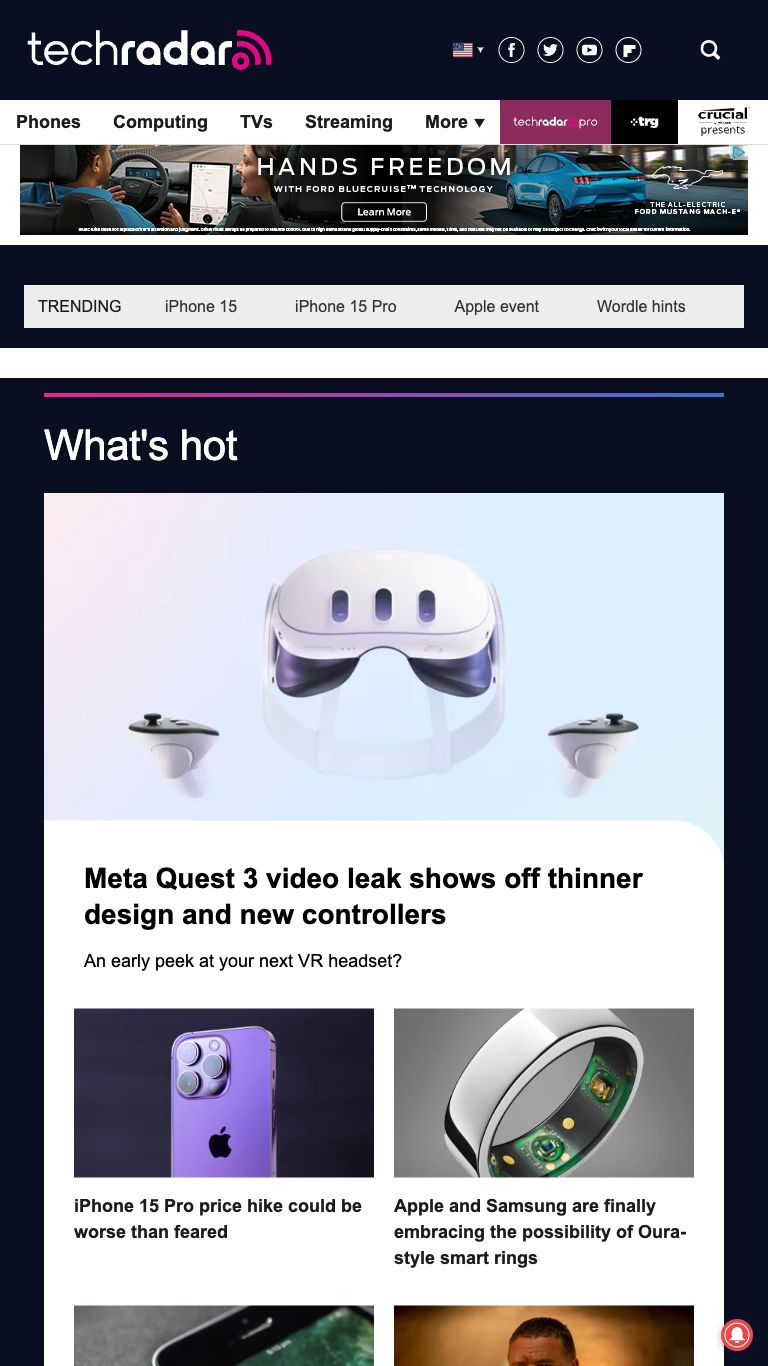 techradar
Phones Computing TVs Streaming More ▼ techradar pro trg crucial presents
HANDS FREEDOM
WITH FORD BLUECRUISE™ TECHNOLOGY
Learn More
THE ALL-ELECTRIC
FORD MUSTANG MACH-E®
TRENDING iPhone 15 iPhone 15 Pro Apple event Wordle hints
What's hot
Meta Quest 3 video leak shows off thinner
design and new controllers
An early peek at your next VR headset?
iPhone 15 Pro price hike could be
worse than feared
Apple and Samsung are finally
embracing the possibility of Oura-
style smart rings